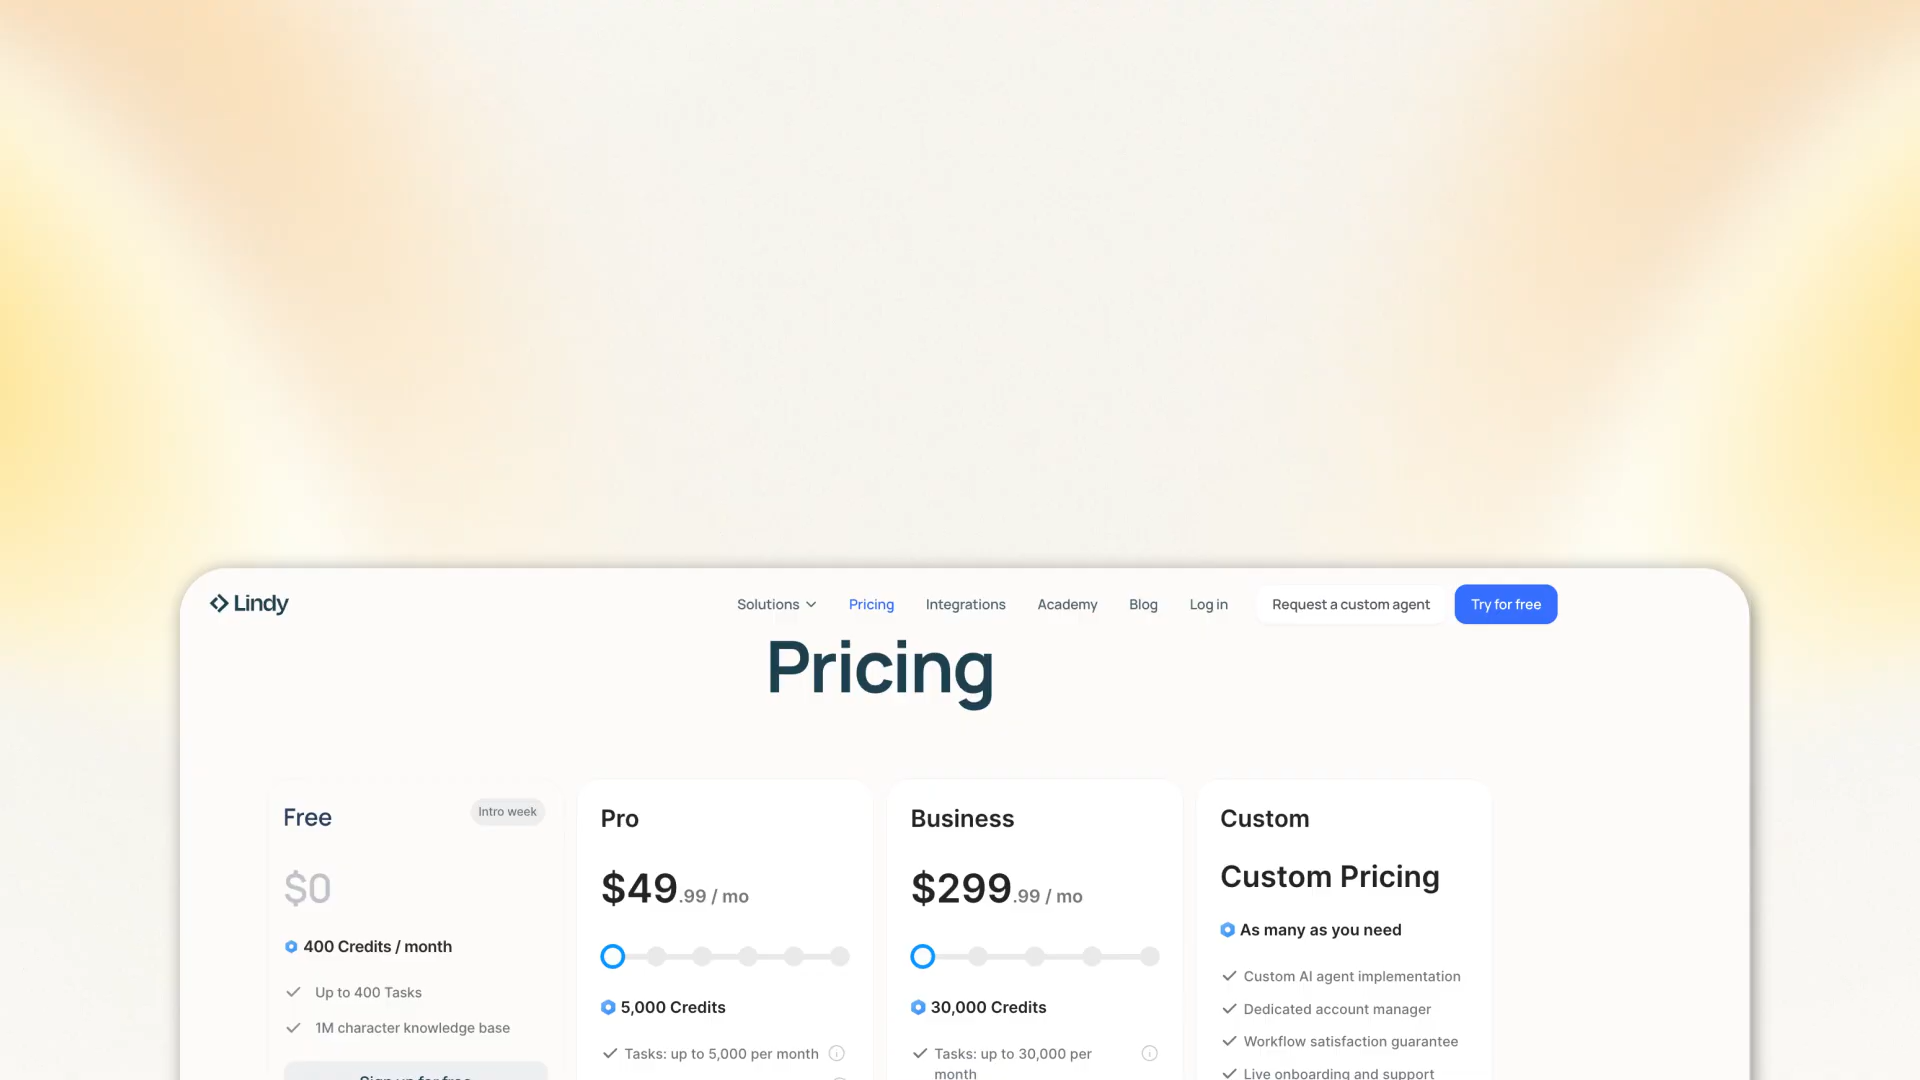 Lindy
Solutions
Pricing
Integrations
Academy
Blog
Log in
Request a custom agent
Try for free
Pricing
Free
Intro week
$0
400 Credits / month
Up to 400 Tasks
1M character knowledge base
Sign up for free
Pro
$49.99 / mo
5,000 Credits
Tasks: up to 5,000 per month
Business
$299.99 / mo
30,000 Credits
Tasks: up to 30,000 per
month
Custom
Custom Pricing
As many as you need
Custom AI agent implementation
Dedicated account manager
Workflow satisfaction guarantee
Live onboarding and support